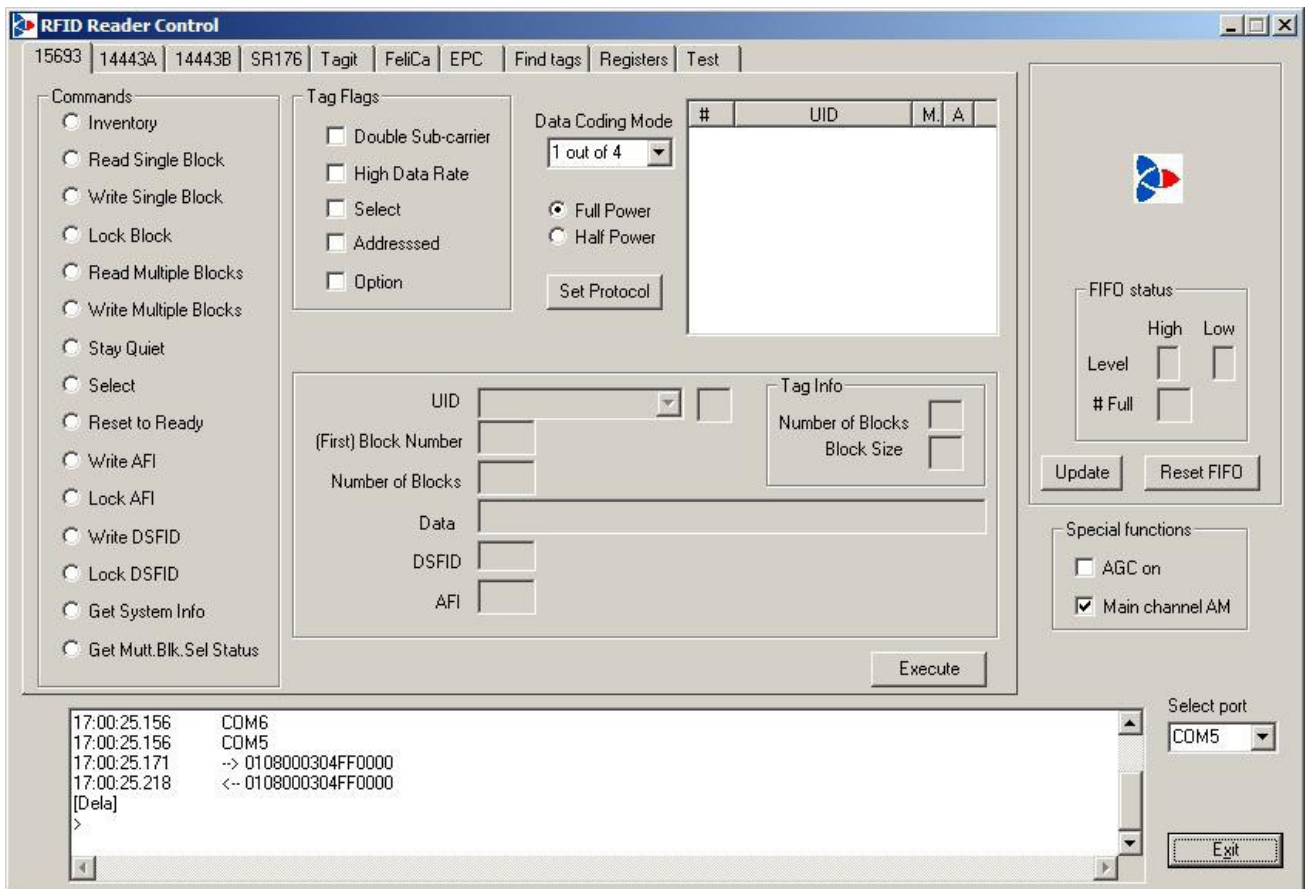 RFID Reader Control
15693 14443A 14443B SR176 Tagit FeliCa EPC Find tags Registers Test
Commands
Inventory
Read Single Block
Write Single Block
Lock Block
Read Multiple Blocks
Write Multiple Blocks
Stay Quiet
Select
Reset to Ready
Write AFI
Lock AFI
Write DSFID
Lock DSFID
Get System Info
Get Mutt.Blk.Sel Status
Tag Flags
Double Sub-carrier
High Data Rate
Select
Addresssed
Option
Data Coding Mode
1 out of 4
Full Power
Half Power
Set Protocol
# UID M. A
UID
(First) Block Number
Number of Blocks
Data
DSFID
AFI
Tag Info
Number of Blocks
Block Size
Execute
FIFO status
High Low
Level
# Full
Update Reset FIFO
Special functions
AGC on
Main channel AM
17:00:25.156 COM6
17:00:25.156 COM5
17:00:25.171 --> 0108000304FF0000
17:00:25.218 <-- 0108000304FF0000
[Dela]
>
Select port
COM5
Exit